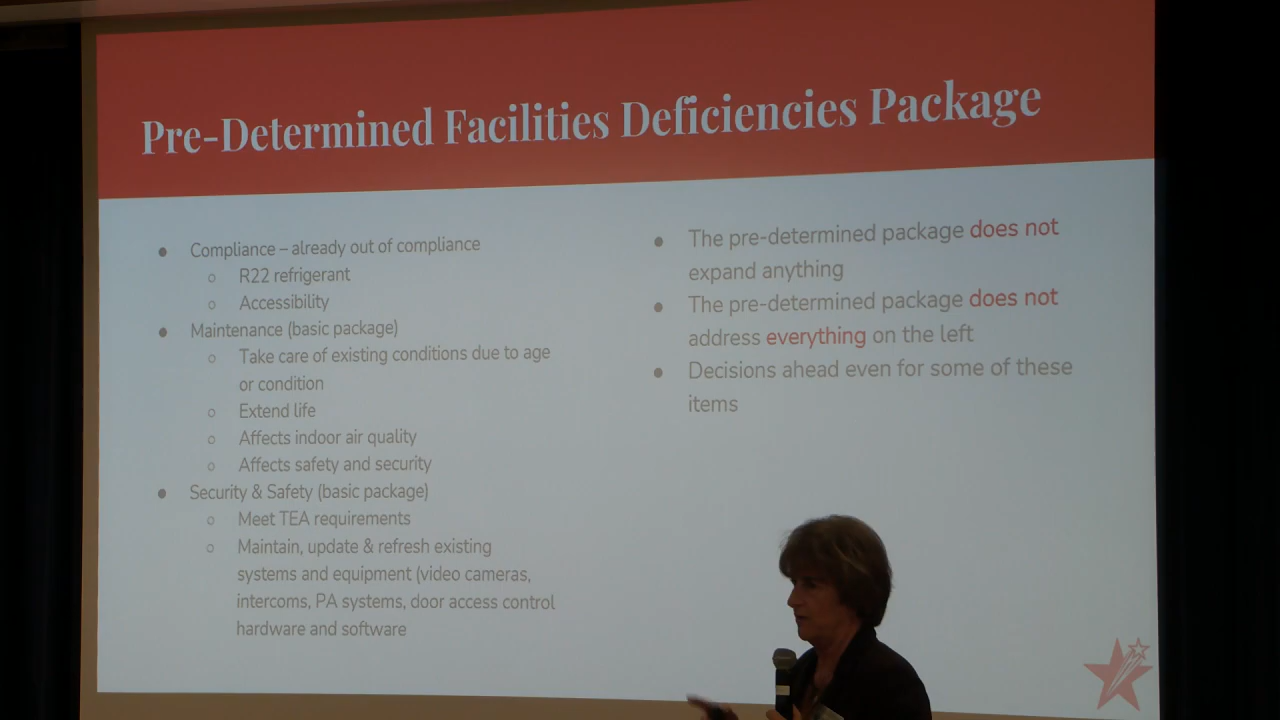 Pre-Determined Facilities Deficiencies Package
● Compliance – already out of compliance
○ R22 refrigerant
○ Accessibility
● Maintenance (basic package)
○ Take care of existing conditions due to age
or condition
○ Extend life
○ Affects indoor air quality
○ Affects safety and security
● Security & Safety (basic package)
○ Meet TEA requirements
○ Maintain, update & refresh existing
systems and equipment (video cameras,
intercoms, PA systems, door access control
hardware and software
● The pre-determined package does not
expand anything
● The pre-determined package does not
address everything on the left
● Decisions ahead even for some of these
items